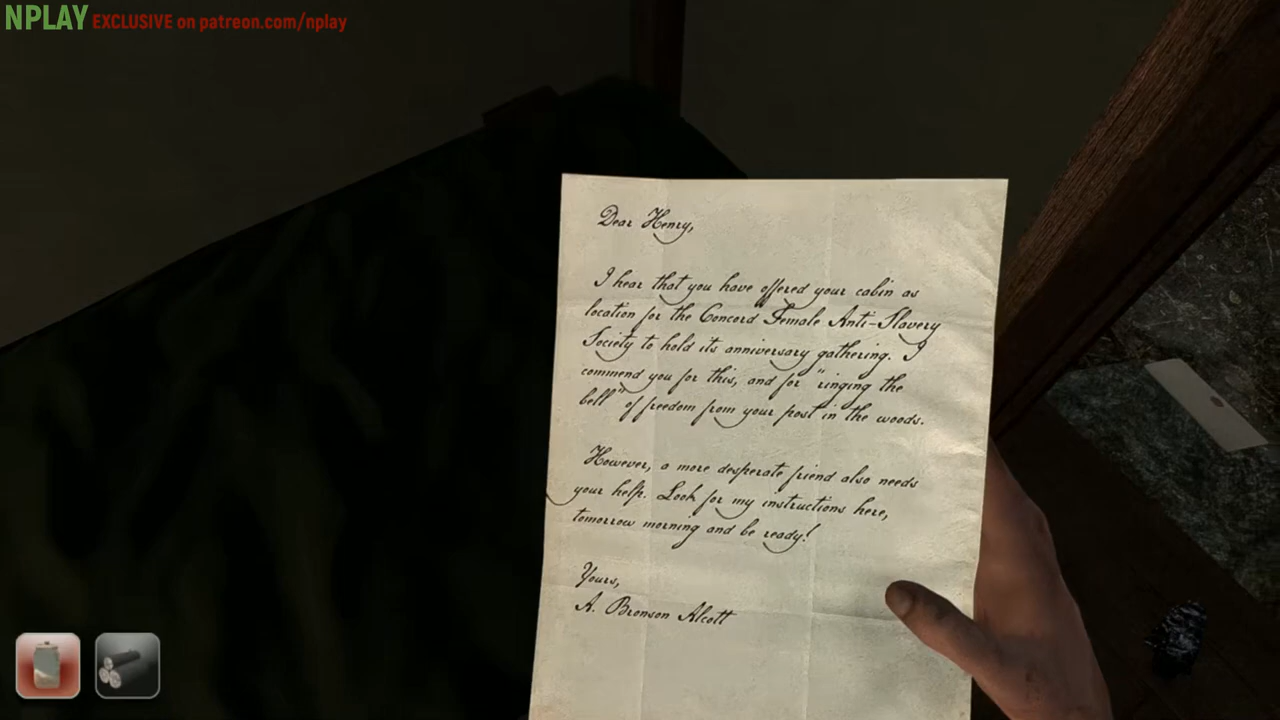 NPLAY EXCLUSIVE on patreon.com/nplay
Dear Henry,
I hear that you have offered your cabin as
location for the Concord Female Anti-Slavery
Society to hold its anniversary gathering. I
commend you for this, and for "ringing the
bell" of freedom from your post in the woods.
However, a more desperate friend also needs
your help. Look for my instructions here,
tomorrow morning and be ready!
Yours,
A. Bronson Alcott